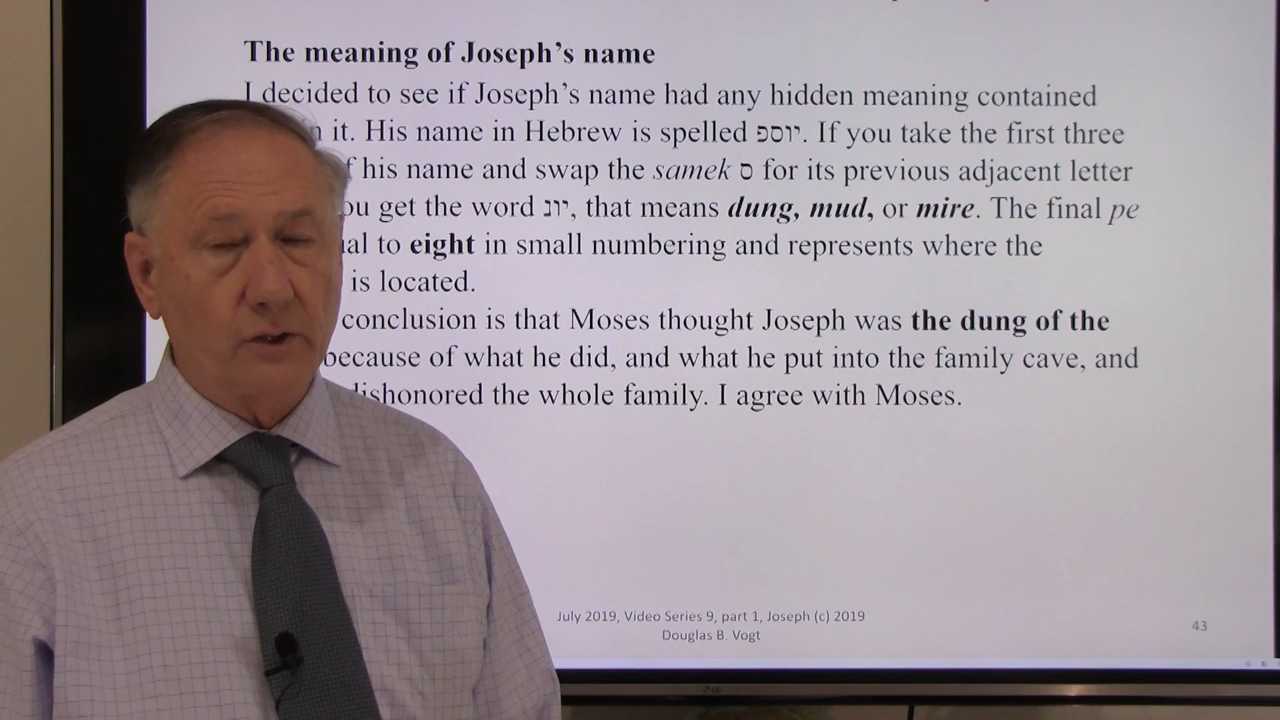 The meaning of Joseph's name
I decided to see if Joseph's name had any hidden meaning contained
it. His name in Hebrew is spelled יוספ. If you take the first three
his name and swap the samek ס for its previous adjacent letter
you get the word יונ, that means dung, mud, or mire. The final pe
to eight in small numbering and represents where the
is located.
conclusion is that Moses thought Joseph was the dung of the
because of what he did, and what he put into the family cave, and
dishonored the whole family. I agree with Moses.
July 2019, Video Series 9, part 1, Joseph (c) 2019
Douglas B. Vogt
43